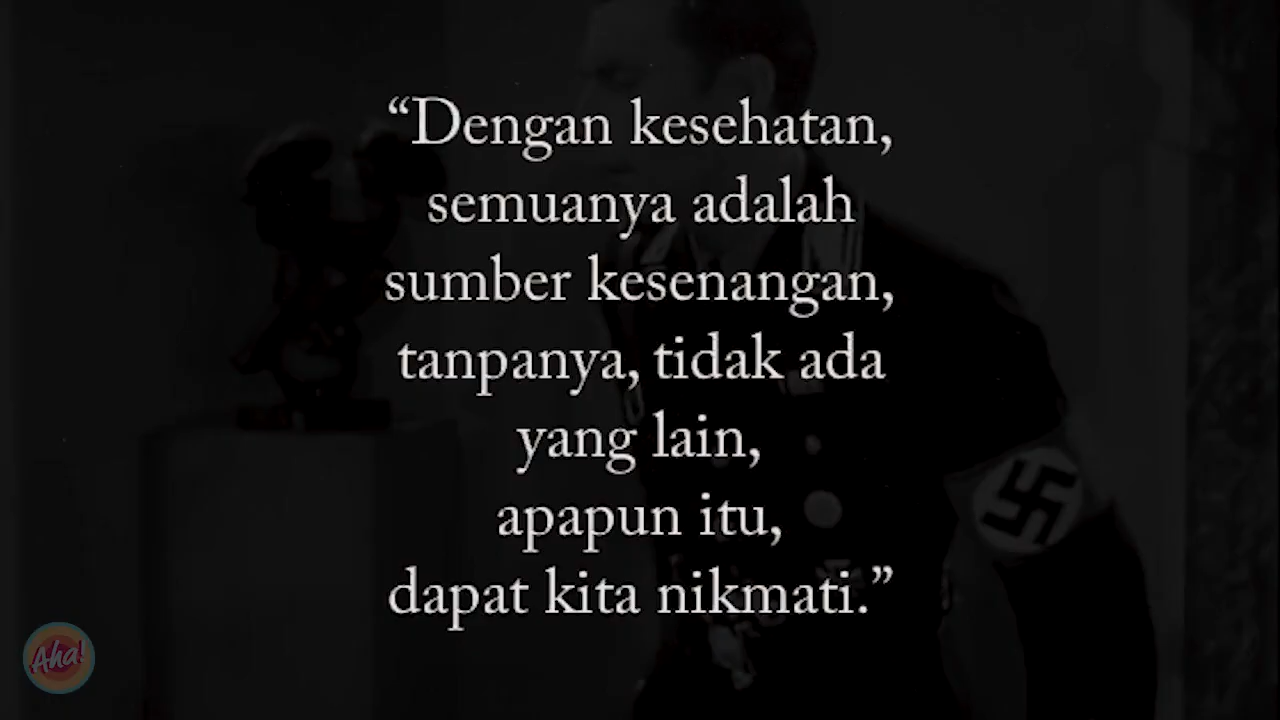 “Dengan kesehatan,
semuanya adalah
sumber kesenangan,
tanpanya, tidak ada
yang lain,
apapun itu,
dapat kita nikmati.”
Aha!